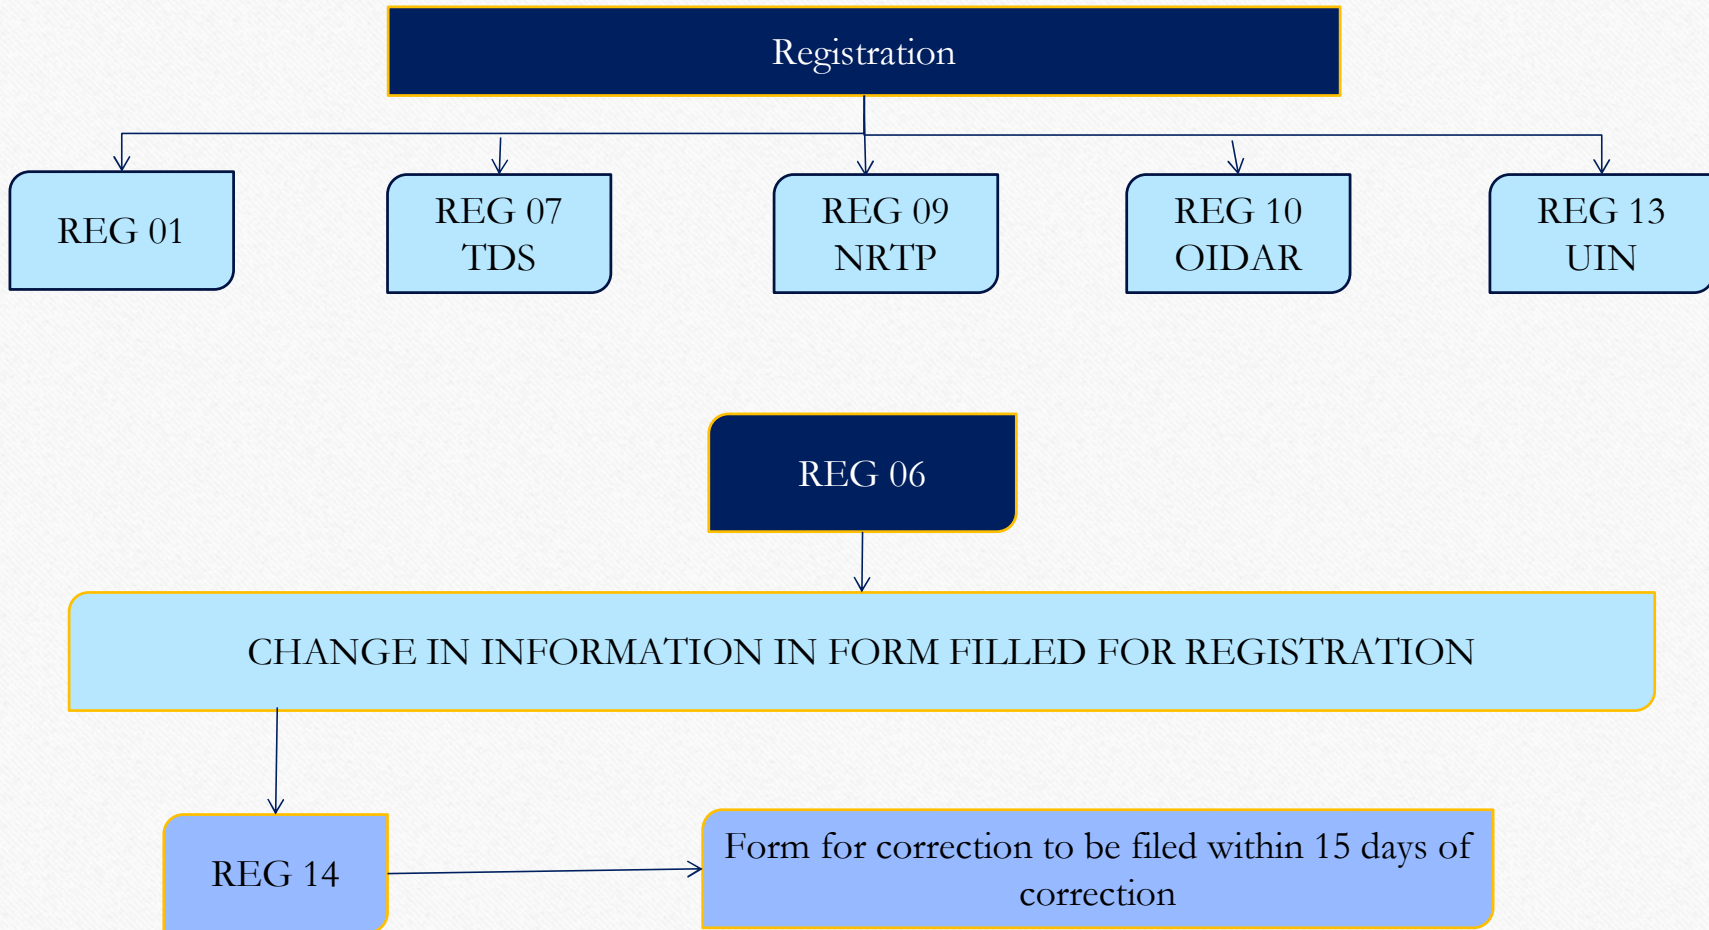 Registration
REG 01
REG 07
TDS
REG 09
NRTP
REG 10
OIDAR
REG 13
UIN
REG 06
CHANGE IN INFORMATION IN FORM FILLED FOR REGISTRATION
REG 14
Form for correction to be filed within 15 days of
correction